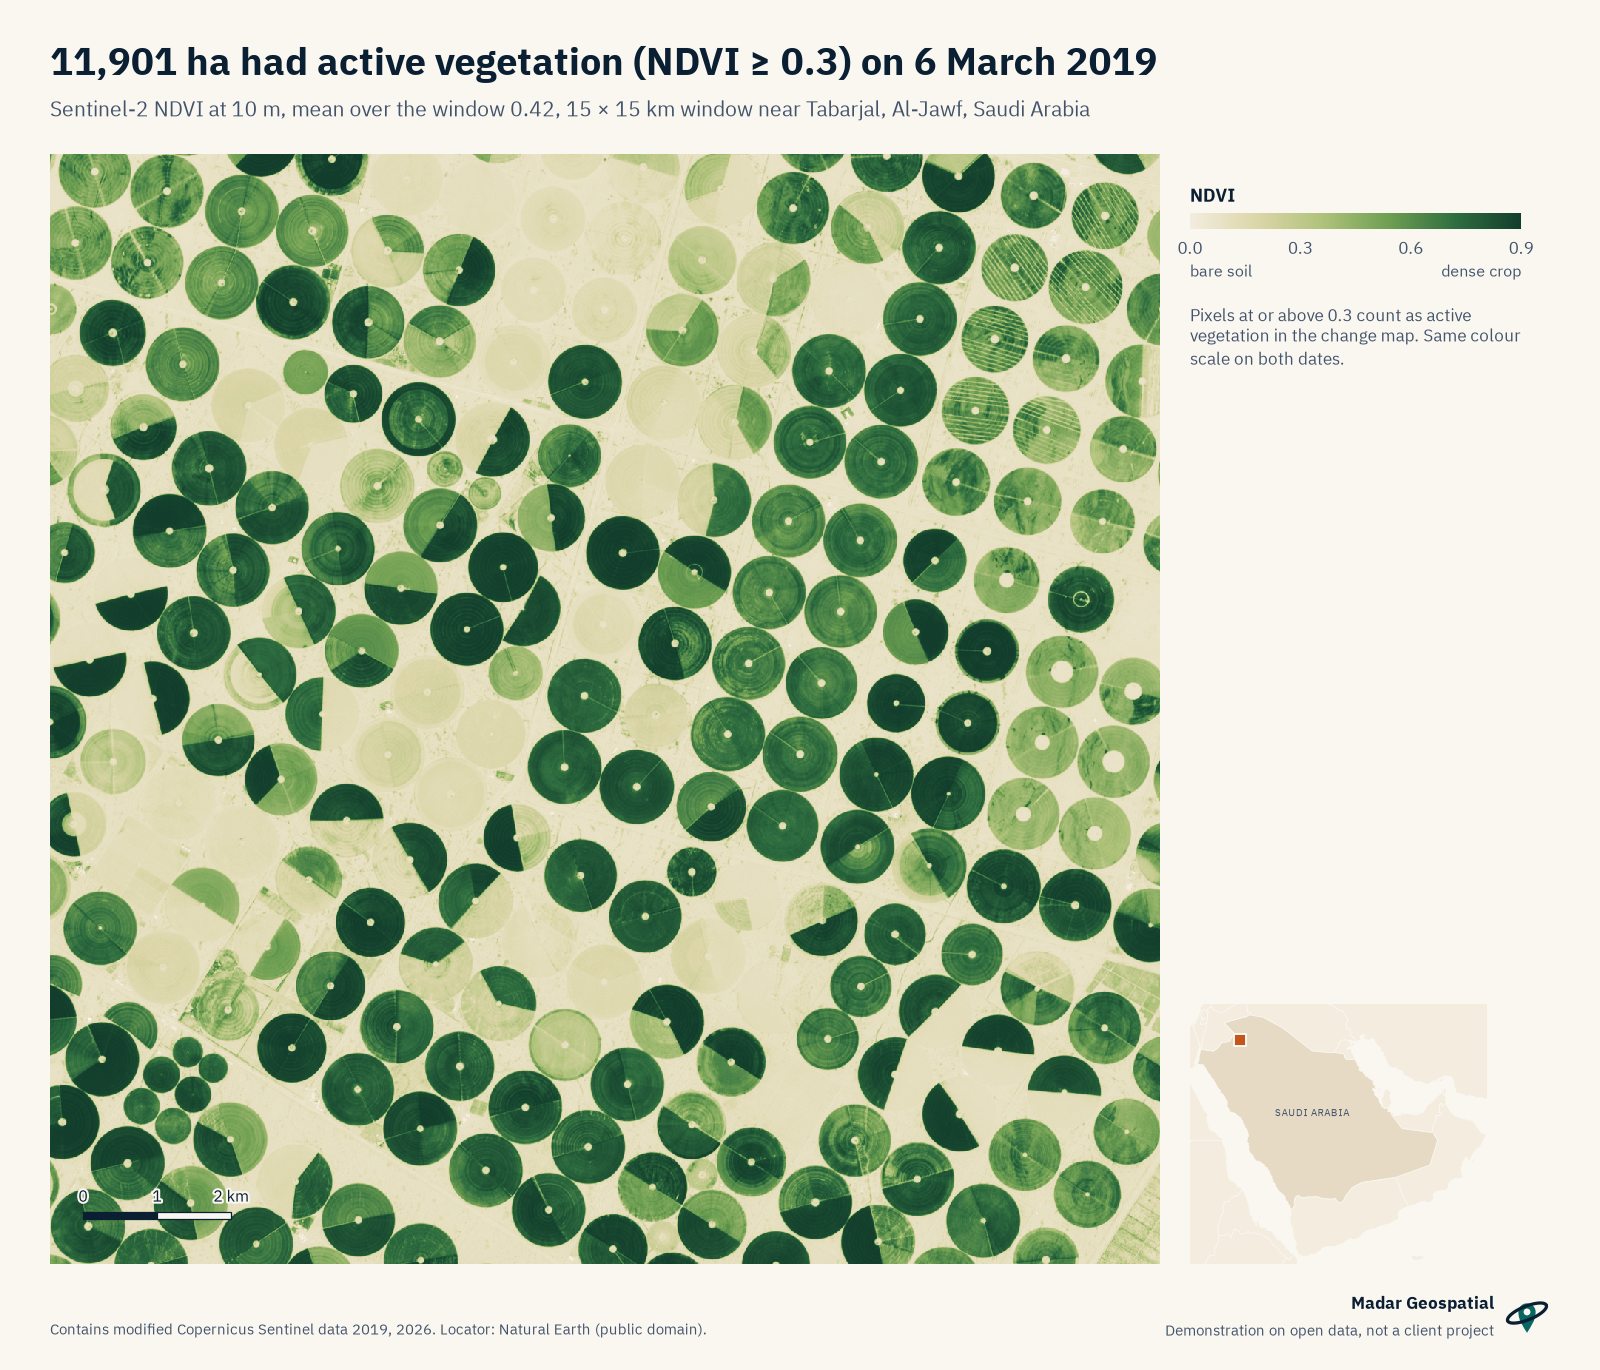 11,901 ha had active vegetation (NDVI ≥ 0.3) on 6 March 2019
Sentinel-2 NDVI at 10 m, mean over the window 0.42, 15 × 15 km window near Tabarjal, Al-Jawf, Saudi Arabia
NDVI
0.0 0.3 0.6 0.9
bare soil dense crop
Pixels at or above 0.3 count as active
vegetation in the change map. Same colour
scale on both dates.
SAUDI ARABIA
0 1 2 km
Madar Geospatial
Contains modified Copernicus Sentinel data 2019, 2026. Locator: Natural Earth (public domain).
Demonstration on open data, not a client project